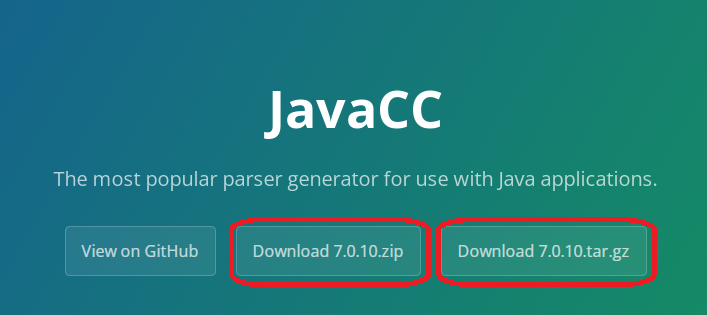 JavaCC
The most popular parser generator for use with Java applications.
View on GitHub Download 7.0.10.zip Download 7.0.10.tar.gz